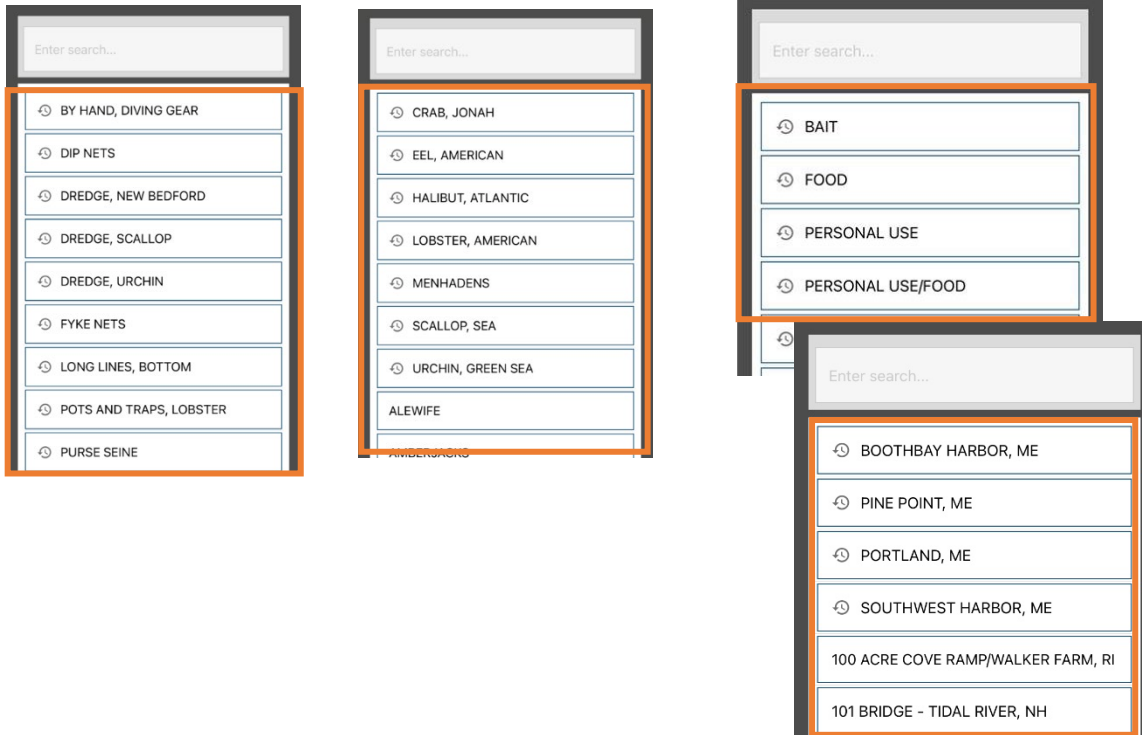 Enter search...
BY HAND, DIVING GEAR
DIP NETS
DREDGE, NEW BEDFORD
DREDGE, SCALLOP
DREDGE, URCHIN
FYKE NETS
LONG LINES, BOTTOM
POTS AND TRAPS, LOBSTER
PURSE SEINE
Enter search...
CRAB, JONAH
EEL, AMERICAN
HALIBUT, ATLANTIC
LOBSTER, AMERICAN
MENHADENS
SCALLOP, SEA
URCHIN, GREEN SEA
ALEWIFE
AMBERJACKS
Enter search...
BAIT
FOOD
PERSONAL USE
PERSONAL USE/FOOD
Enter search...
BOOTHBAY HARBOR, ME
PINE POINT, ME
PORTLAND, ME
SOUTHWEST HARBOR, ME
100 ACRE COVE RAMP/WALKER FARM, RI
101 BRIDGE - TIDAL RIVER, NH